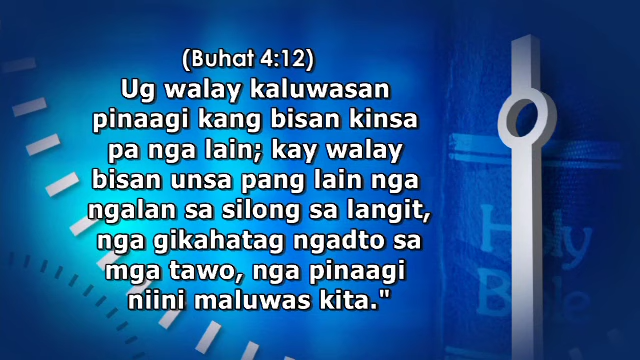 (Buhat 4:12)
Ug walay kaluwasan
pinaagi kang bisan kinsa
pa nga lain; kay walay
bisan unsa pang lain nga
ngalan sa silong sa langit,
nga gikahatag ngadto sa
mga tawo, nga pinaagi
niini maluwas kita."
Holy
Bible